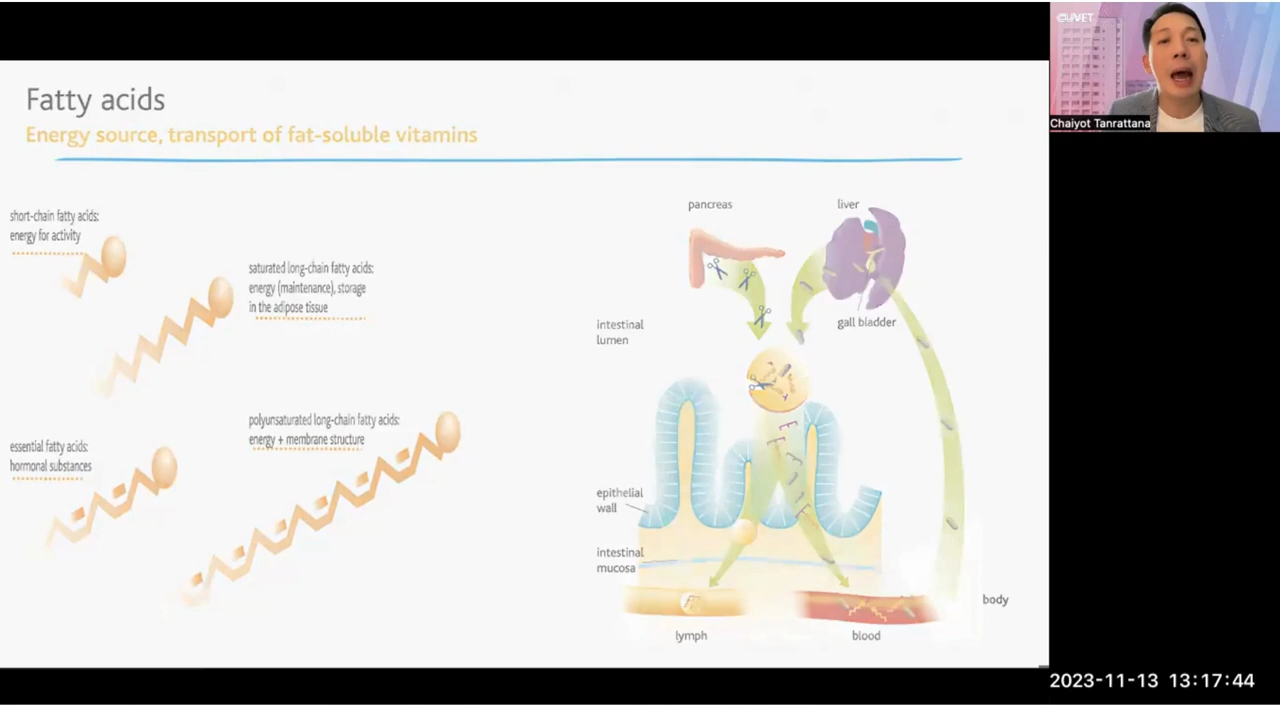 Fatty acids
Energy source, transport of fat-soluble vitamins
short-chain fatty acids:
energy for activity
saturated long-chain fatty acids:
energy (maintenance), storage
in the adipose tissue
essential fatty acids:
hormonal substances
polyunsaturated long-chain fatty acids:
energy + membrane structure
pancreas
liver
gall bladder
intestinal
lumen
epithelial
wall
intestinal
mucosa
body
lymph
blood
Chaiyot Tanrattana
2023-11-13 13:17:44